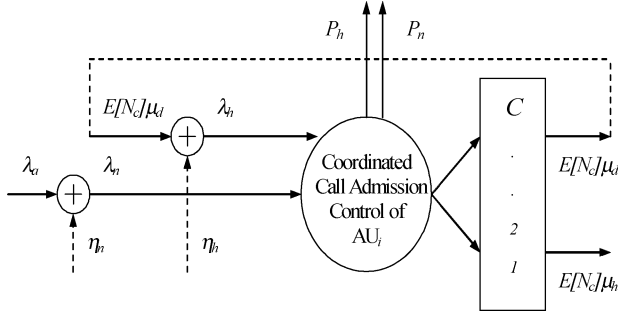 P_h P_n
E[N_c]μ_d λ_h
C
+
Coordinated
Call Admission
Control of
AU_i
.
.
2
1
E[N_c]μ_d
λ_a λ_n
+
η_n η_h
E[N_c]μ_h